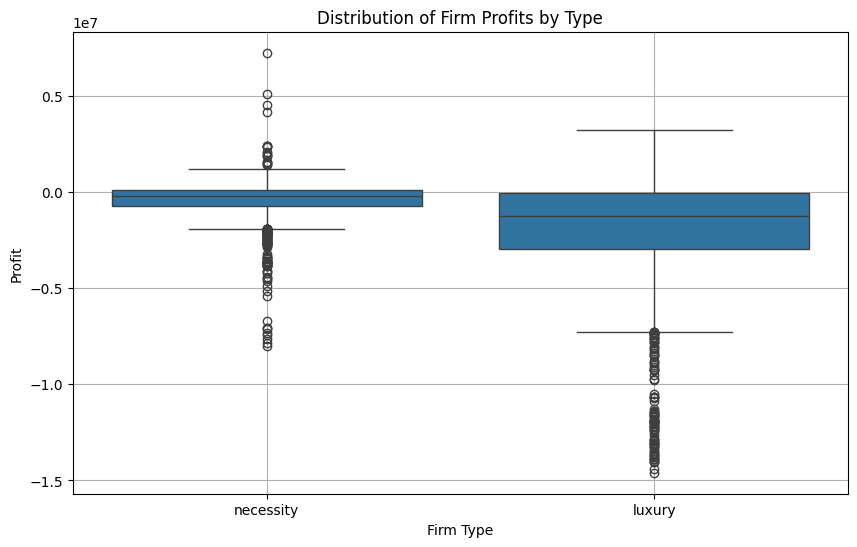 Distribution of Firm Profits by Type
1e7
0.5
0.0
−0.5
−1.0
−1.5
Profit
necessity
luxury
Firm Type